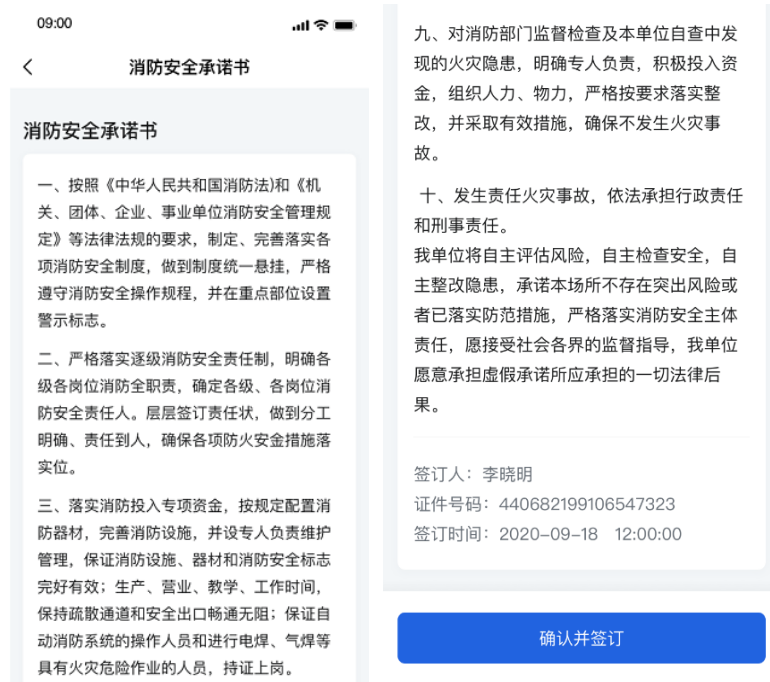 09:00
消防安全承诺书
消防安全承诺书
一、按照《中华人民共和国消防法)和《机
关、团体、企业、事业单位消防安全管理规
定》等法律法规的要求，制定、完善落实各
项消防安全制度，做到制度统一悬挂，严格
遵守消防安全操作规程，并在重点部位设置
警示标志。
二、严格落实逐级消防安全责任制，明确各
级各岗位消防全职责，确定各级、各岗位消
防安全责任人。层层签订责任状，做到分工
明确、责任到人，确保各项防火安金措施落
实位。
三、落实消防投入专项资金，按规定配置消
防器材，完善消防设施，并设专人负责维护
管理，保证消防设施、器材和消防安全标志
完好有效；生产、营业、教学、工作时间，
保持疏散通道和安全出口畅通无阻；保证自
动消防系统的操作人员和进行电焊、气焊等
具有火灾危险作业的人员，持证上岗。
九、对消防部门监督检查及本单位自查中发
现的火灾隐患，明确专人负责，积极投入资
金，组织人力、物力，严格按要求落实整
改，并采取有效措施，确保不发生火灾事
故。
十、发生责任火灾事故，依法承担行政责任
和刑事责任。
我单位将自主评估风险，自主检查安全，自
主整改隐患，承诺本场所不存在突出风险或
者已落实防范措施，严格落实消防安全主体
责任，愿接受社会各界的监督指导，我单位
愿意承担虚假承诺所应承担的一切法律后
果。
签订人：李晓明
证件号码：440682199106547323
签订时间：2020–09–18 12:00:00
确认并签订